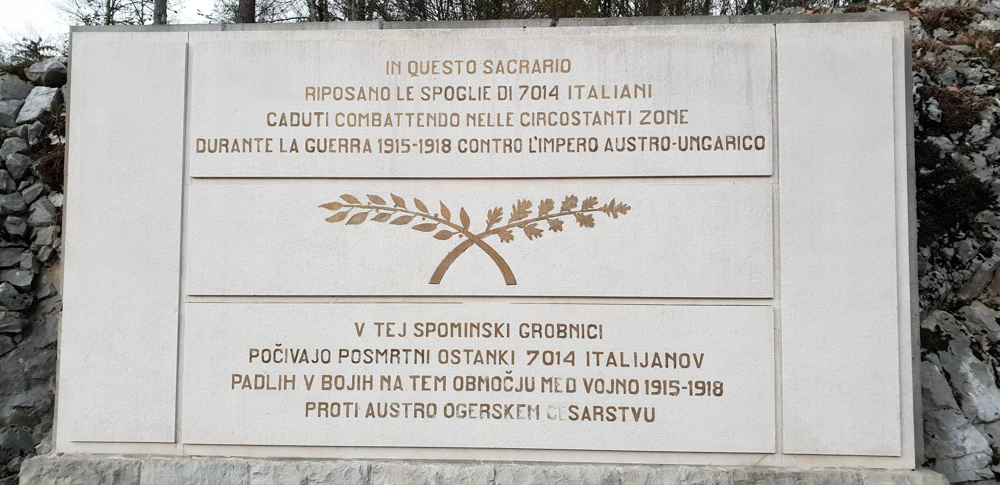 IN QUESTO SACRARIO
RIPOSANO LE SPOGLIE DI 7014 ITALIANI
CADUTI COMBATTENDO NELLE CIRCOSTANTI ZONE
DURANTE LA GUERRA 1915-1918 CONTRO L'IMPERO AUSTRO-UNGARICO
V TEJ SPOMINSKI GROBNICI
POČIVAJO POSMRTNI OSTANKI 7014 ITALIJANOV
PADLIH V BOJIH NA TEM OBMOČJU MED VOJNO 1915-1918
PROTI AUSTRO OGERSKEM CESARSTVU